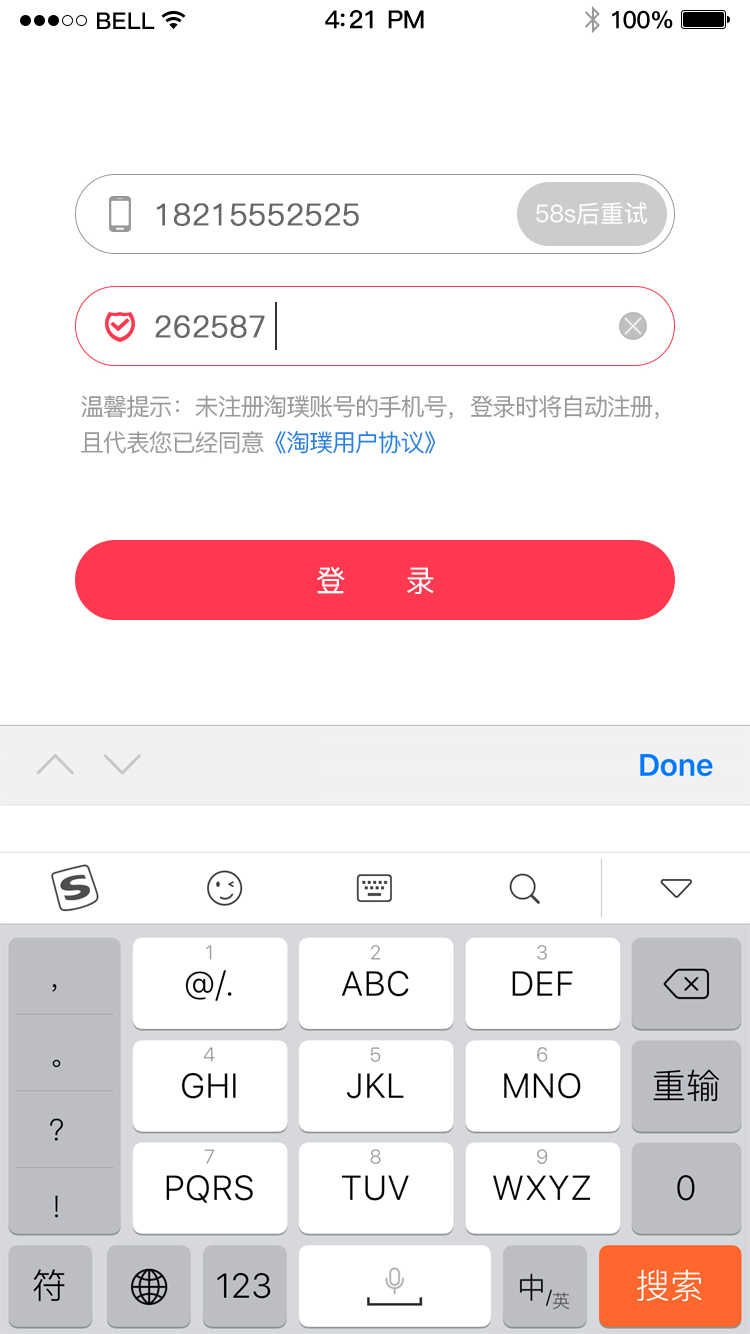 BELL 4:21 PM 100%
18215552525 58s后重试
262587
温馨提示：未注册淘璞账号的手机号，登录时将自动注册，
且代表您已经同意《淘璞用户协议》
登 录
Done
S
， 1 @/. 2 ABC 3 DEF
。 4 GHI 5 JKL 6 MNO 重输
? 7 PQRS 8 TUV 9 WXYZ 0
!
符 123 中/英 搜索